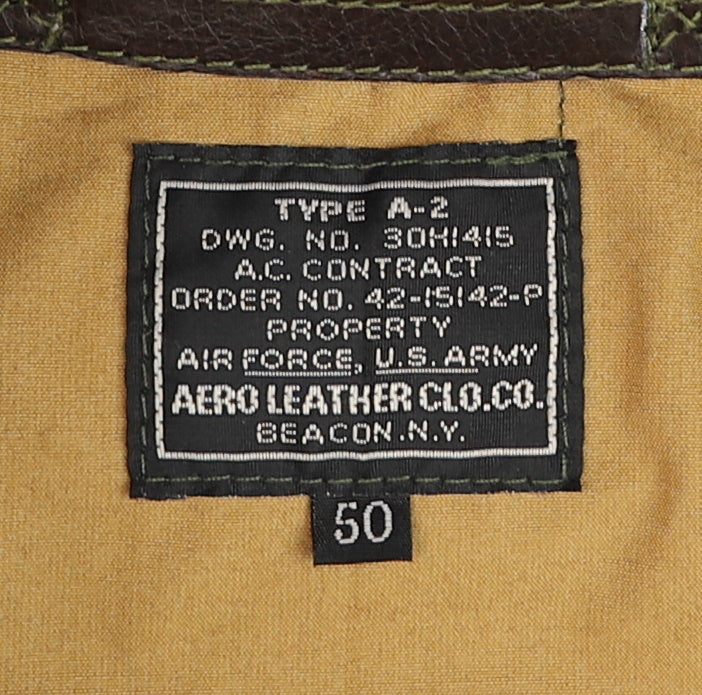 TYPE A-2
DWG. NO. 30H1415
A.C. CONTRACT
ORDER NO. 42-15142-P
PROPERTY
AIR FORCE, U.S. ARMY
AERO LEATHER CLO.CO.
BEACON.N.Y.
50